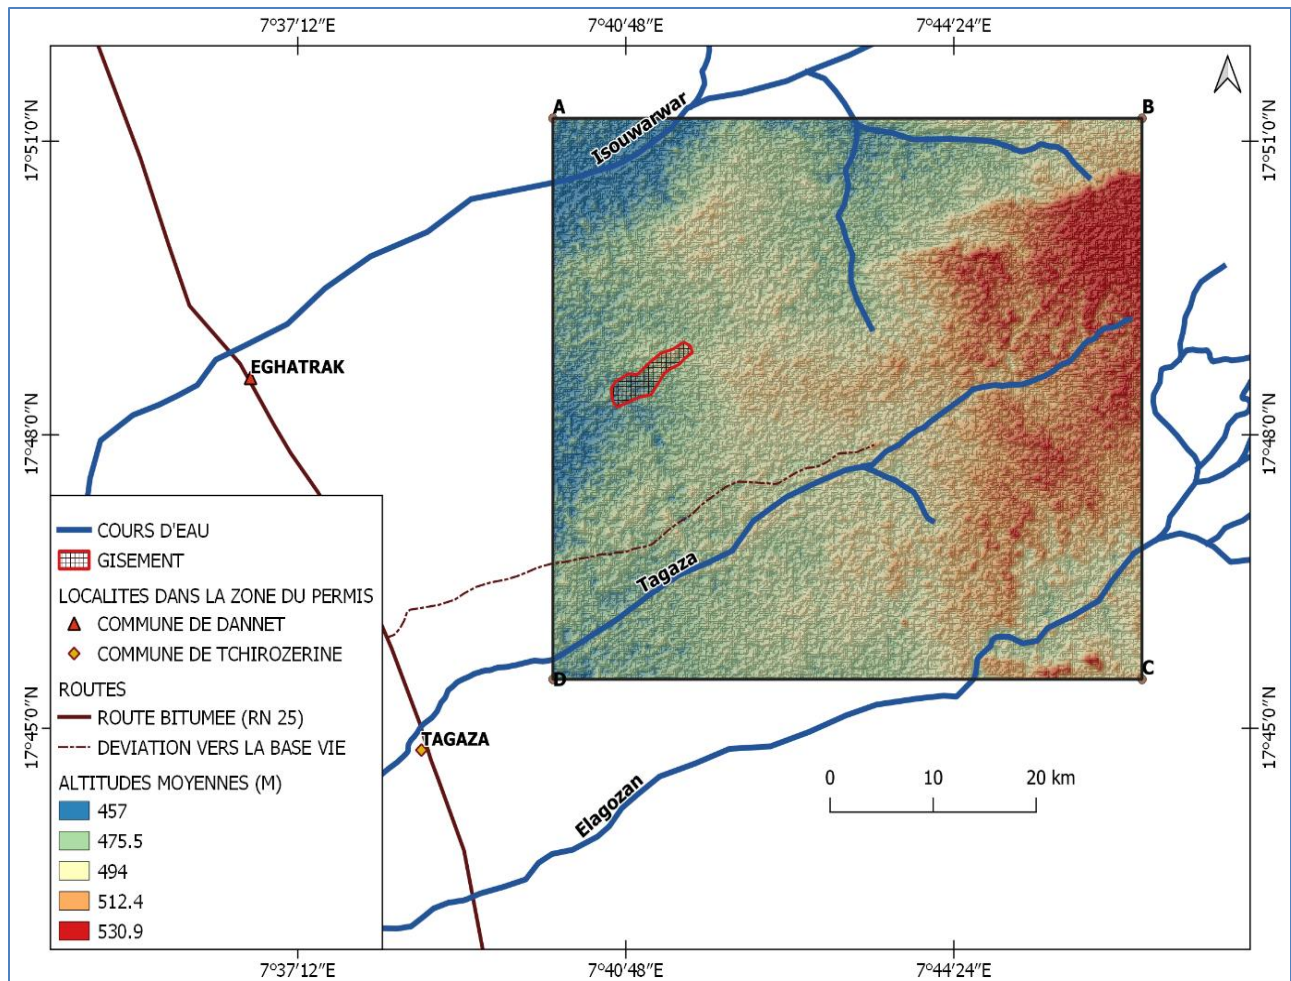 7°37'12"E
7°40'48"E
7°44'24"E
17°51'0"N
17°51'0"N
A
B
Isouwarwar
EGHATRAK
17°48'0"N
17°48'0"N
COURS D'EAU
GISEMENT
LOCALITES DANS LA ZONE DU PERMIS
COMMUNE DE DANNET
COMMUNE DE TCHIROZERINE
ROUTES
ROUTE BITUMEE (RN 25)
DEVIATION VERS LA BASE VIE
ALTITUDES MOYENNES (M)
457
475.5
494
512.4
530.9
Tagaza
D
C
17°45'0"N
17°45'0"N
TAGAZA
Elagozan
0 10 20 km
7°37'12"E
7°40'48"E
7°44'24"E